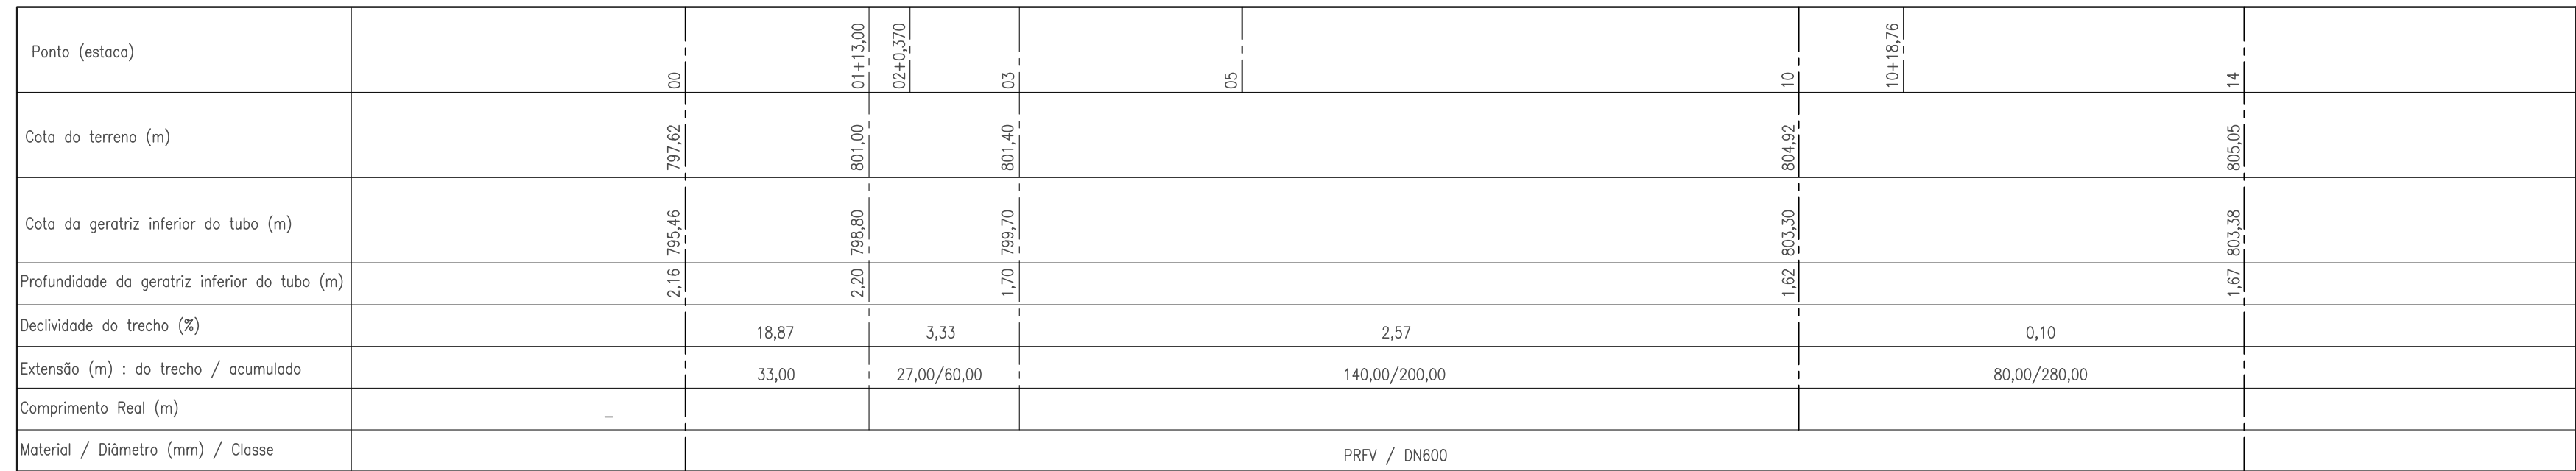 Ponto (estaca) 00 01+13,00 02+0,370 03 05 10 10+18,76 14
Cota do terreno (m) 797,62 801,00 801,40 804,92 805,05
Cota da geratriz inferior do tubo (m) 795,46 798,80 799,70 803,30 803,38
Profundidade da geratriz inferior do tubo (m) 2,16 2,20 1,70 1,62 1,67
Declividade do trecho (%) 18,87 3,33 2,57 0,10
Extensão (m) : do trecho / acumulado 33,00 27,00/60,00 140,00/200,00 80,00/280,00
Comprimento Real (m) –
Material / Diâmetro (mm) / Classe PRFV / DN600